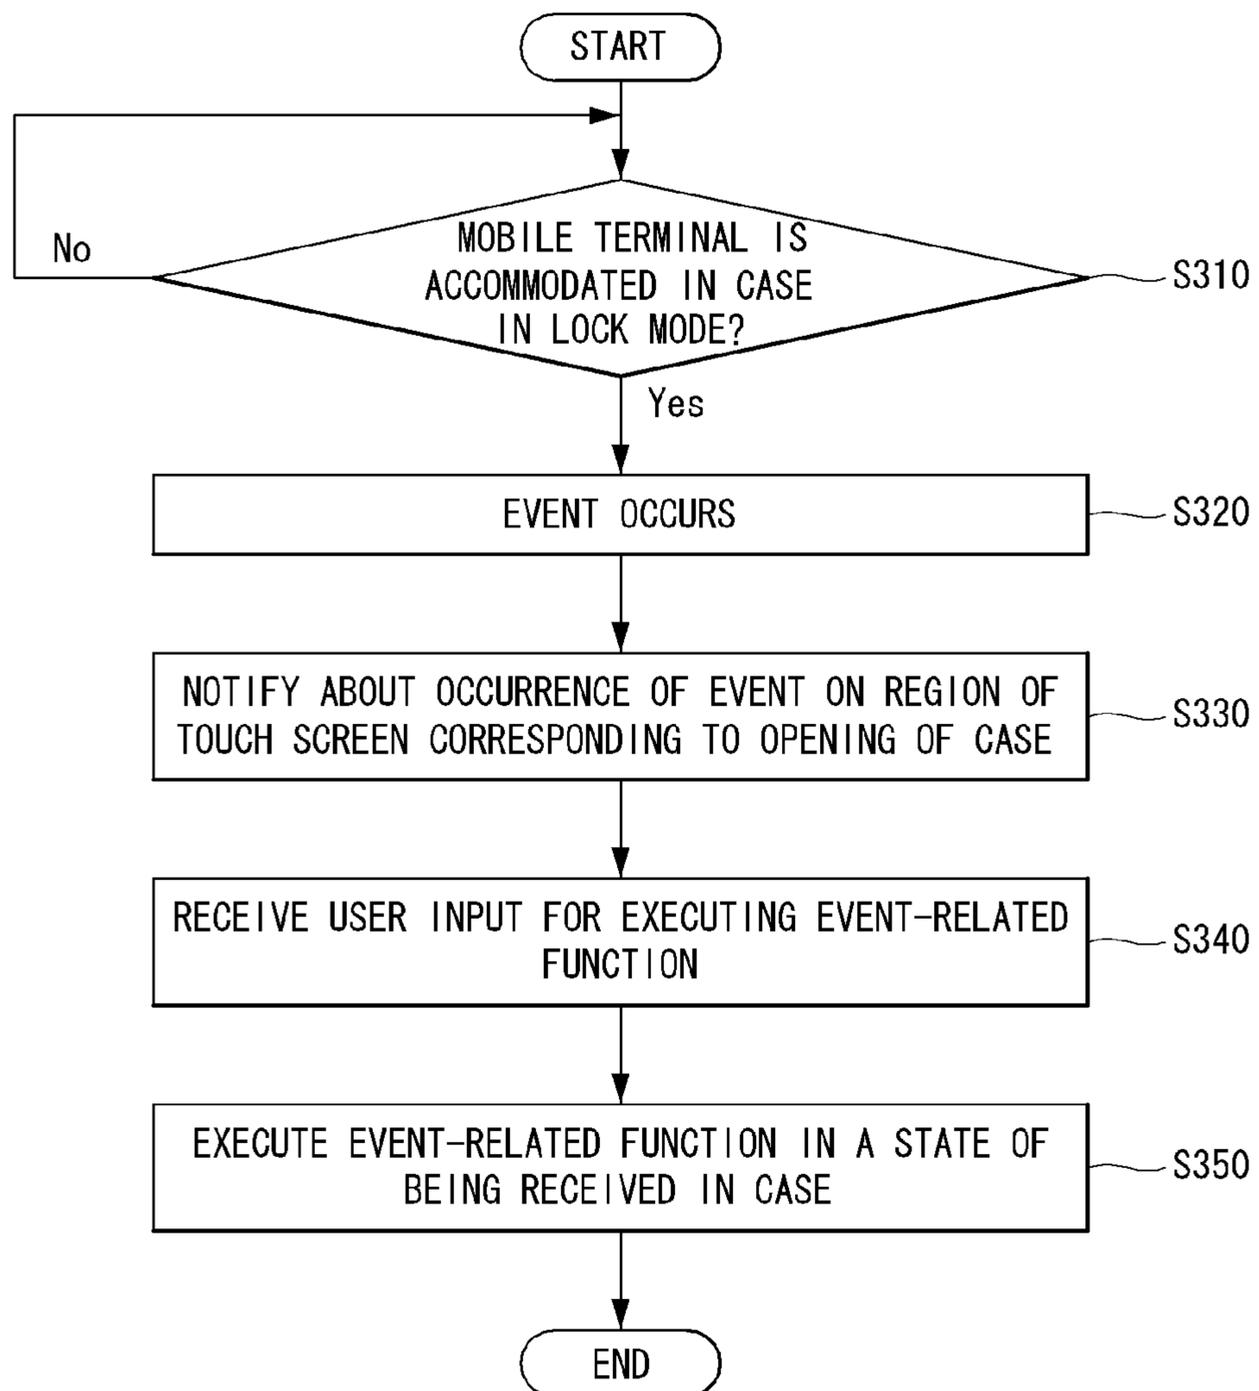 START
No
MOBILE TERMINAL IS
ACCOMMODATED IN CASE
IN LOCK MODE?
S310
Yes
EVENT OCCURS
S320
NOTIFY ABOUT OCCURRENCE OF EVENT ON REGION OF
TOUCH SCREEN CORRESPONDING TO OPENING OF CASE
S330
RECEIVE USER INPUT FOR EXECUTING EVENT-RELATED
FUNCTION
S340
EXECUTE EVENT-RELATED FUNCTION IN A STATE OF
BEING RECEIVED IN CASE
S350
END